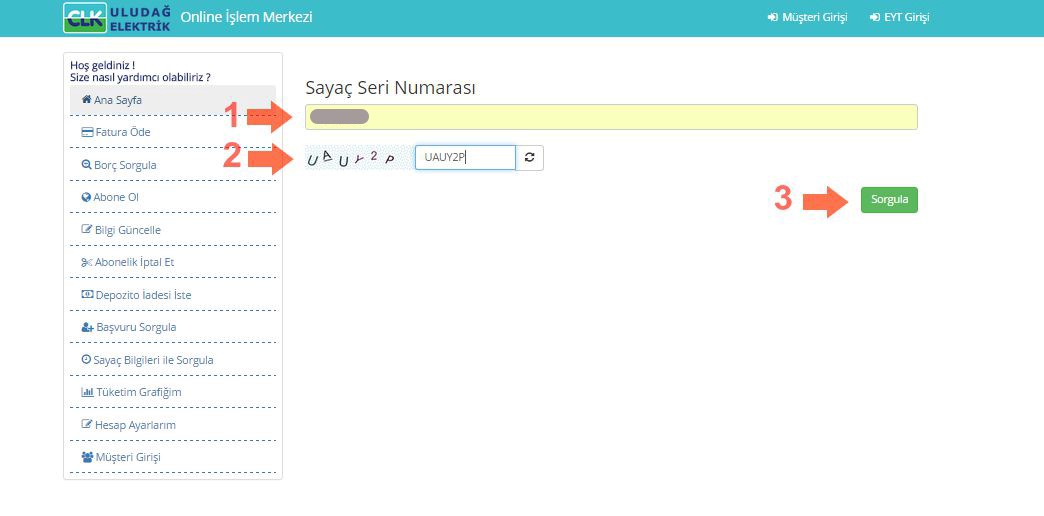 CLK ULUDAĞ
ELEKTRİK
Online İşlem Merkezi
Müşteri Girişi
EYT Girişi
Hoş geldiniz !
Size nasıl yardımcı olabiliriz ?
Ana Sayfa
Fatura Öde
Borç Sorgula
Abone Ol
Bilgi Güncelle
Abonelik İptal Et
Depozito İadesi İste
Başvuru Sorgula
Sayaç Bilgileri ile Sorgula
Tüketim Grafiğim
Hesap Ayarlarım
Müşteri Girişi
Sayaç Seri Numarası
1
2
UAUY2P
UAUY2P
3
Sorgula